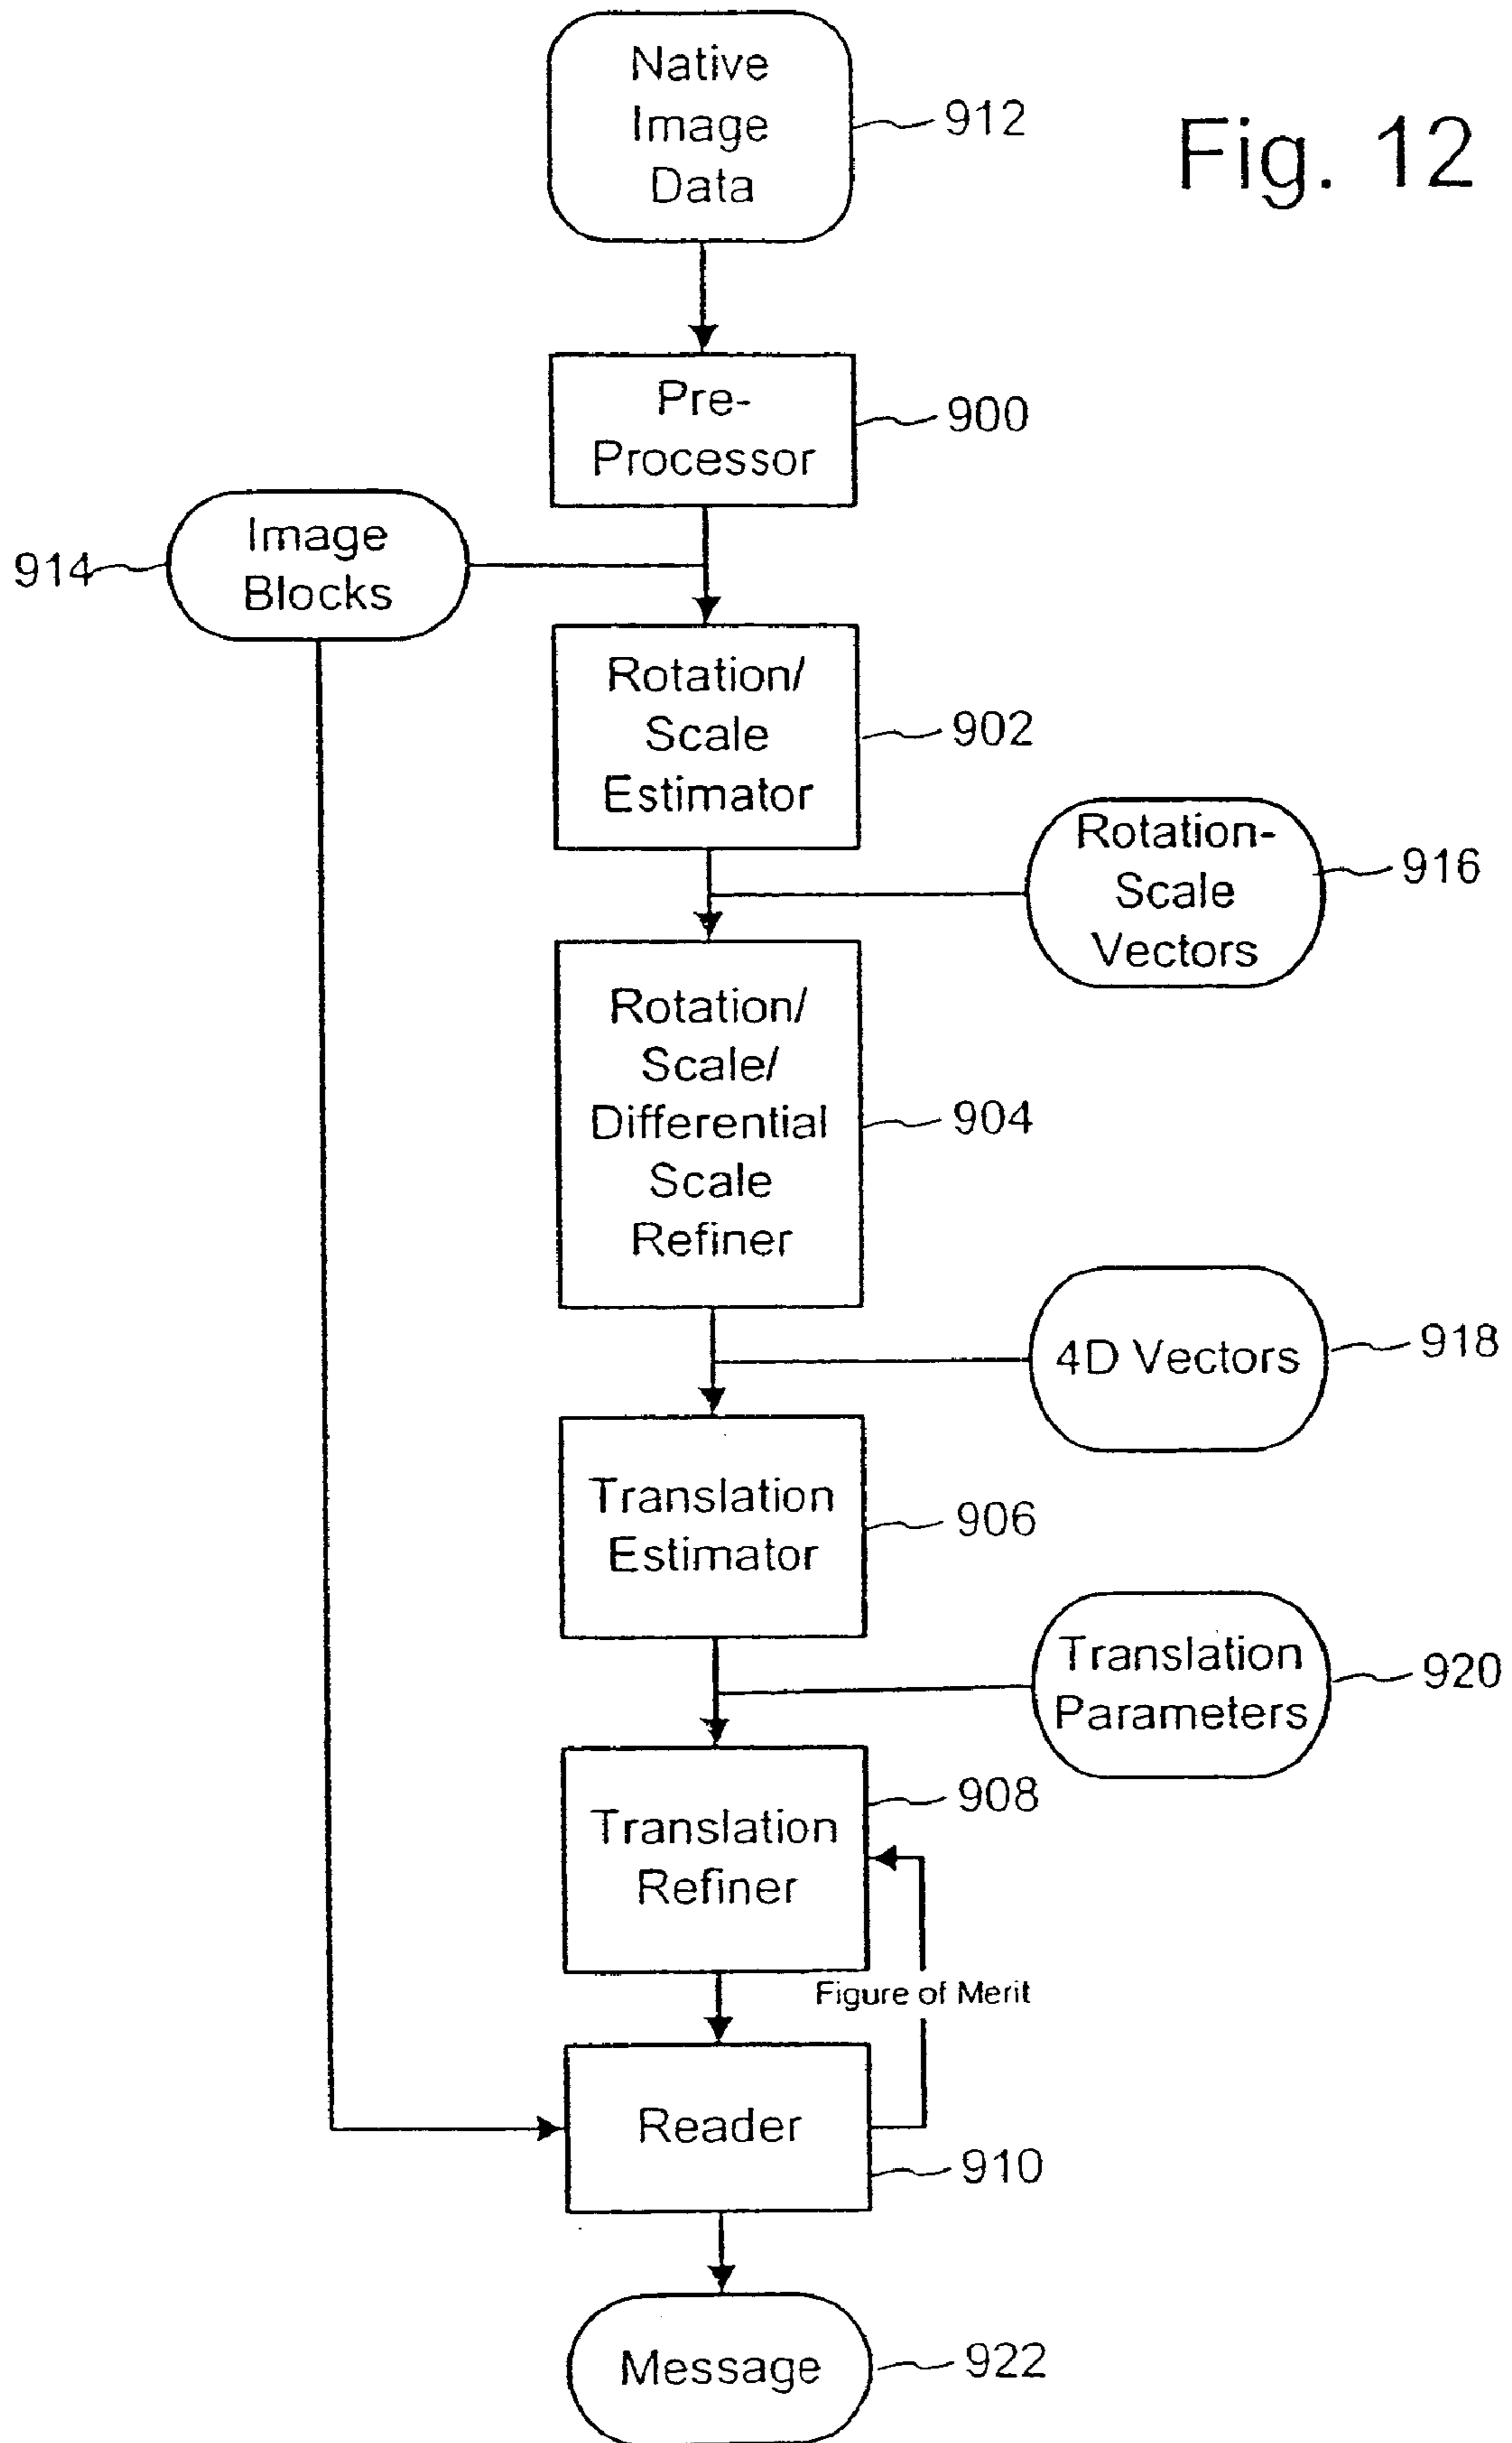 Fig. 12
Native
Image
Data
912
Pre-
Processor
900
Image
Blocks
914
Rotation/
Scale
Estimator
902
Rotation-
Scale
Vectors
916
Rotation/
Scale/
Differential
Scale
Refiner
904
4D Vectors
918
Translation
Estimator
906
Translation
Parameters
920
Translation
Refiner
908
Figure of Merit
Reader
910
Message
922